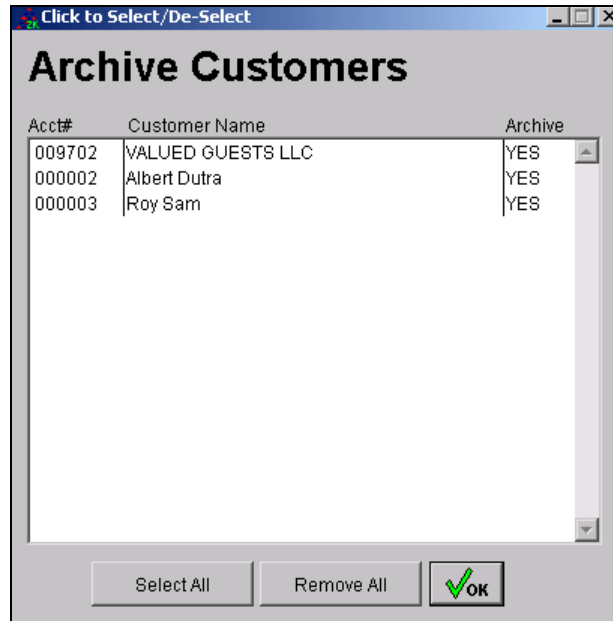 2K Click to Select/De-Select
Archive Customers
Acct# Customer Name Archive
009702 VALUED GUESTS LLC YES
000002 Albert Dutra YES
000003 Roy Sam YES
Select All Remove All OK